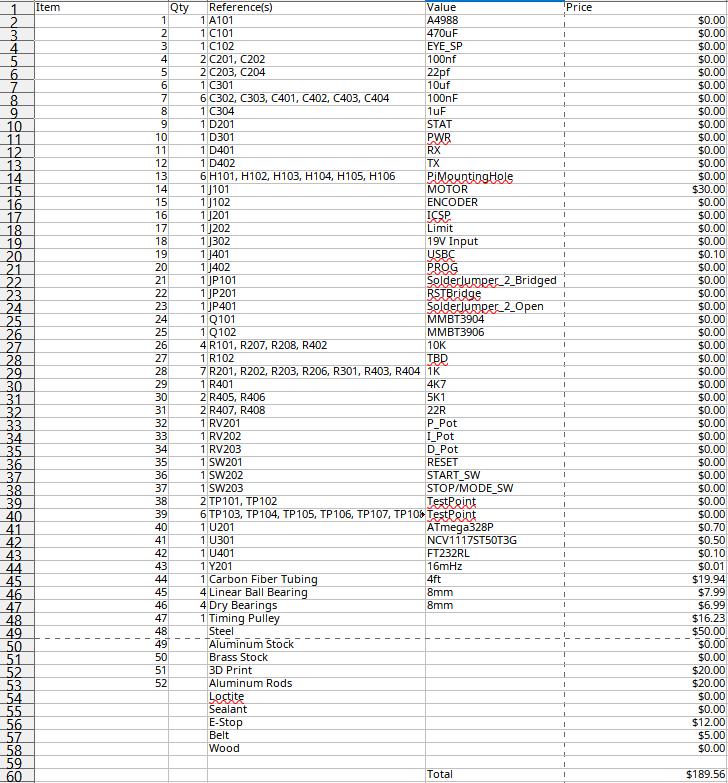 1 Item Qty Reference(s) Value Price
2 1 1 A101 A4988 $0.00
3 2 1 C101 470uF $0.00
4 3 1 C102 EYE_SP $0.00
5 4 2 C201, C202 100nf $0.00
6 5 2 C203, C204 22pf $0.00
7 6 1 C301 10uf $0.00
8 7 6 C302, C303, C401, C402, C403, C404 100nF $0.00
9 8 1 C304 1uF $0.00
10 9 1 D201 STAT $0.00
11 10 1 D301 PWR $0.00
12 11 1 D401 RX $0.00
13 12 1 D402 TX $0.00
14 13 6 H101, H102, H103, H104, H105, H106 PiMountingHole $0.00
15 14 1 J101 MOTOR $30.00
16 15 1 J102 ENCODER $0.00
17 16 1 J201 ICSP $0.00
18 17 1 J202 Limit $0.00
19 18 1 J302 19V Input $0.00
20 19 1 J401 USBC $0.10
21 20 1 J402 PROG $0.00
22 21 1 JP101 SolderJumper_2_Bridged $0.00
23 22 1 JP201 RSTBridge $0.00
24 23 1 JP401 SolderJumper_2_Open $0.00
25 24 1 Q101 MMBT3904 $0.00
26 25 1 Q102 MMBT3906 $0.00
27 26 4 R101, R207, R208, R402 10K $0.00
28 27 1 R102 TBD $0.00
29 28 7 R201, R202, R203, R206, R301, R403, R404 1K $0.00
30 29 1 R401 4K7 $0.00
31 30 2 R405, R406 5K1 $0.00
32 31 2 R407, R408 22R $0.00
33 32 1 RV201 P_Pot $0.00
34 33 1 RV202 I_Pot $0.00
35 34 1 RV203 D_Pot $0.00
36 35 1 SW201 RESET $0.00
37 36 1 SW202 START_SW $0.00
38 37 1 SW203 STOP/MODE_SW $0.00
39 38 2 TP101, TP102 TestPoint $0.00
40 39 6 TP103, TP104, TP105, TP106, TP107, TP10 TestPoint $0.00
41 40 1 U201 ATmega328P $0.70
42 41 1 U301 NCV1117ST50T3G $0.50
43 42 1 U401 FT232RL $0.10
44 43 1 Y201 16mHz $0.01
45 44 1 Carbon Fiber Tubing 4ft $19.94
46 45 4 Linear Ball Bearing 8mm $7.99
47 46 4 Dry Bearings 8mm $6.99
48 47 1 Timing Pulley $16.23
49 48 Steel $50.00
50 49 Aluminum Stock $0.00
51 50 Brass Stock $0.00
52 51 3D Print $20.00
53 52 Aluminum Rods $20.00
54 Loctite $0.00
55 Sealant $0.00
56 E-Stop $12.00
57 Belt $5.00
58 Wood $0.00
59
60 Total $189.56